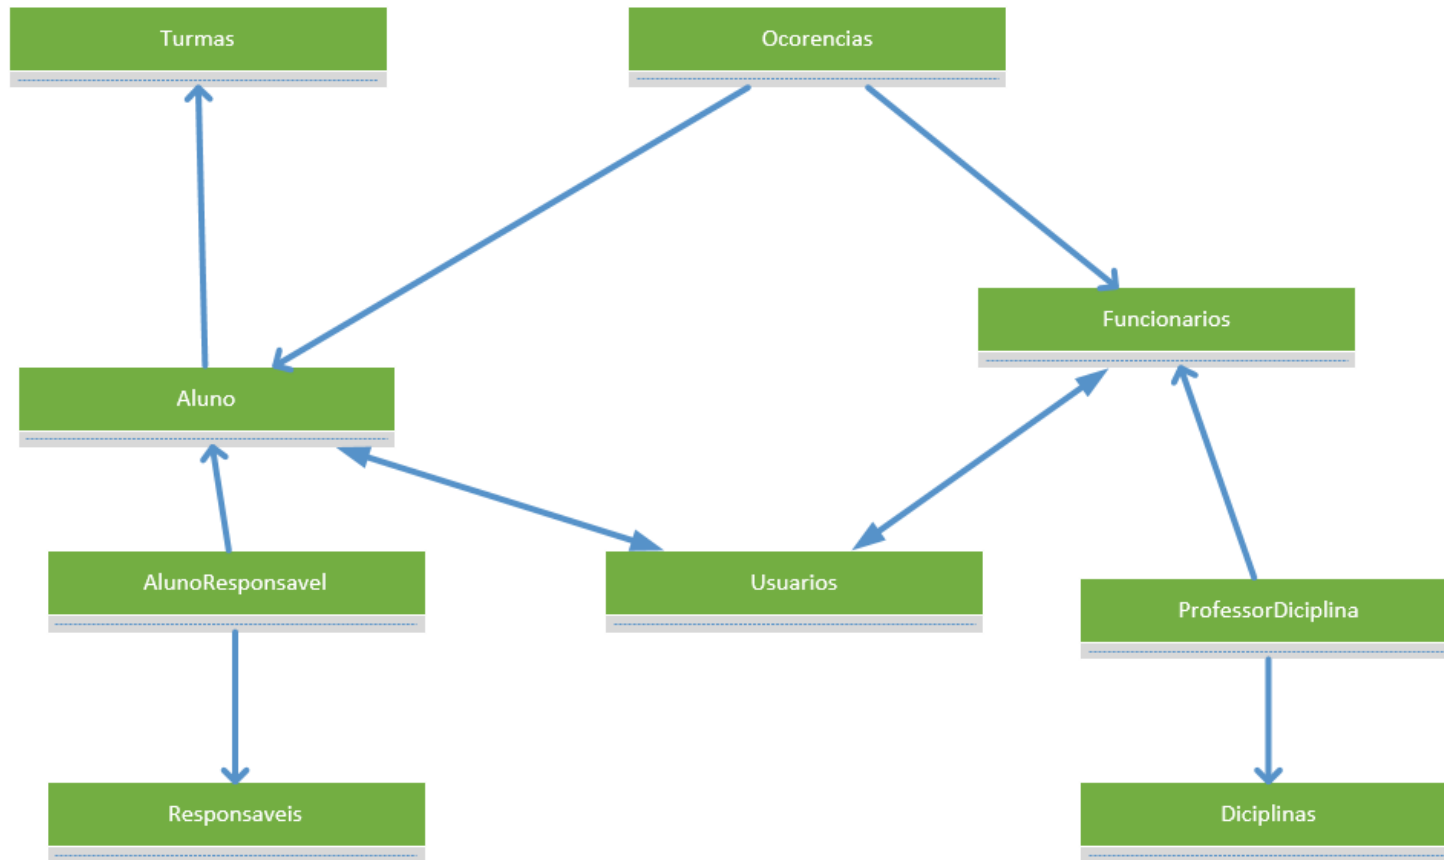 Turmas
Ocorencias
Funcionarios
Aluno
AlunoResponsavel
Usuarios
ProfessorDiciplina
Responsaveis
Diciplinas